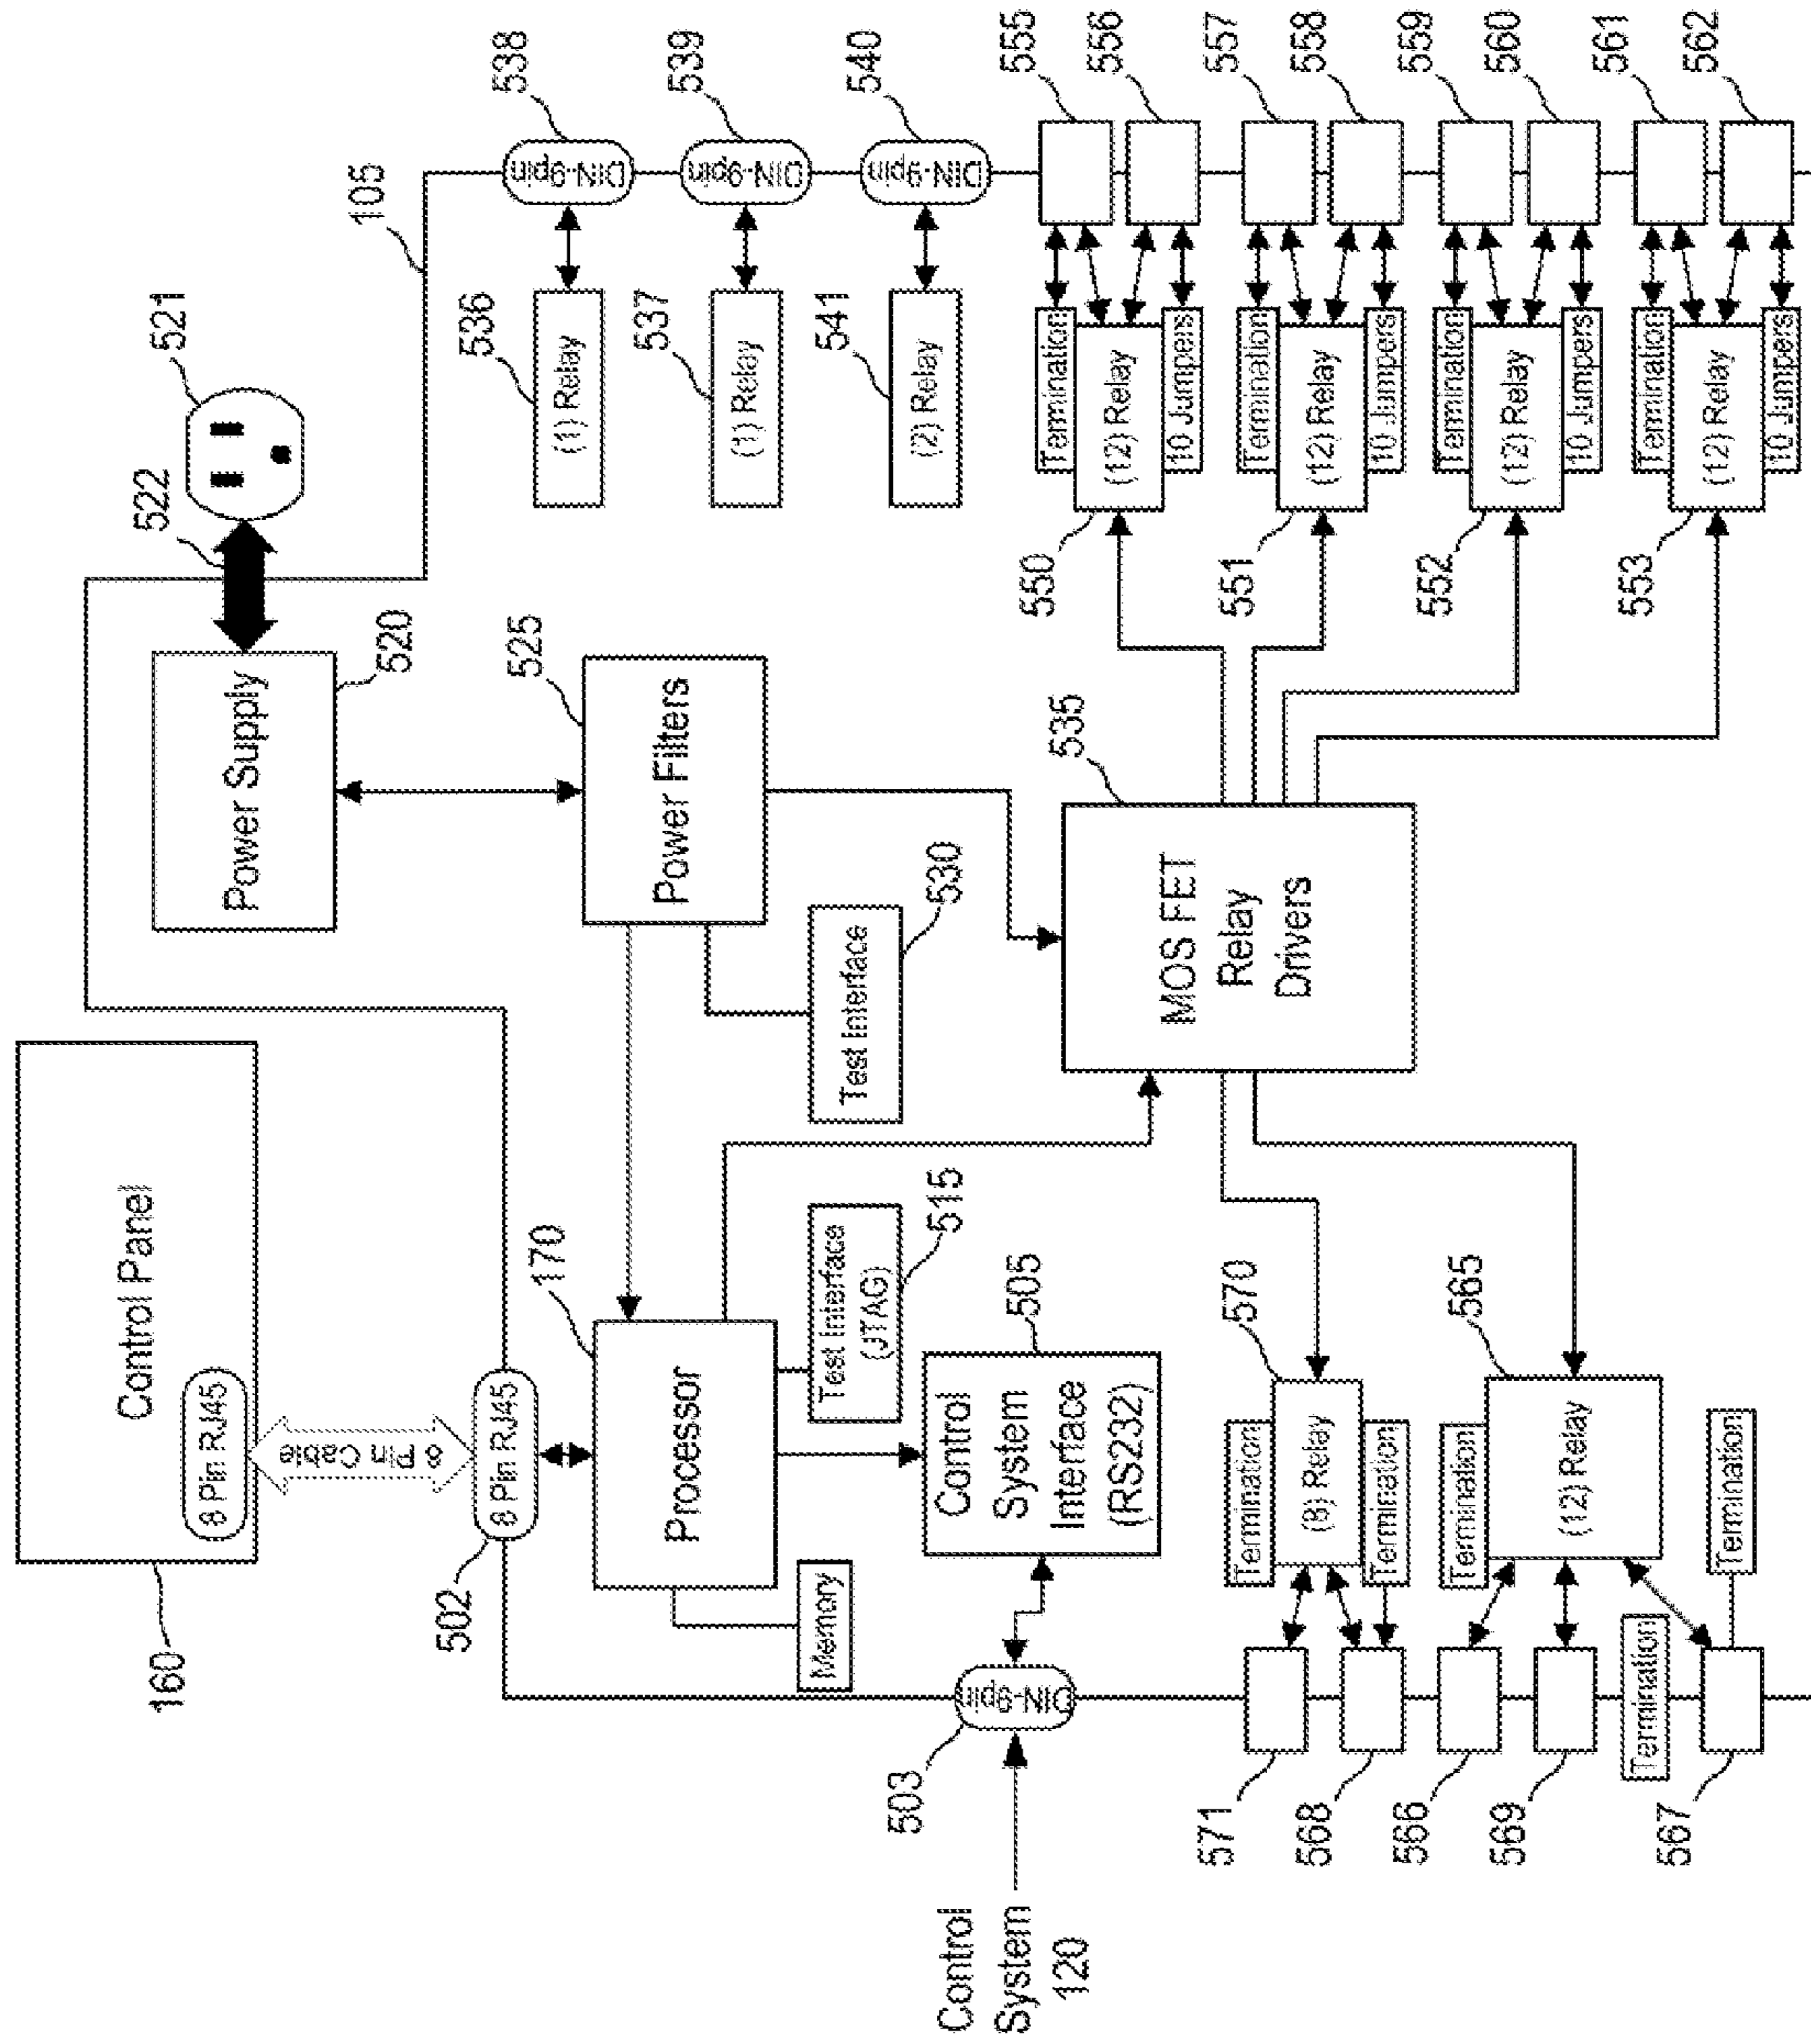 Control Panel
8 Pin RJ45
160
8 Pin Cable
8 Pin RJ45
502
Processor
170
Memory
Test Interface
(JTAG)
515
Control
System
Interface
(RS232)
505
DIN-9pin
503
Control
System
120
Power Supply
520
521
522
105
Power Filters
525
Test Interface
530
MOS FET
Relay
Drivers
535
(1) Relay
536
DIN-9pin
538
(1) Relay
537
DIN-9pin
539
(2) Relay
541
DIN-9pin
540
Termination
(12) Relay
10 Jumpers
550
555
556
Termination
(12) Relay
10 Jumpers
551
557
558
Termination
(12) Relay
10 Jumpers
552
559
560
Termination
(12) Relay
10 Jumpers
553
561
562
Termination
(8) Relay
Termination
570
571
568
Termination
(12) Relay
565
566
569
Termination
Termination
567